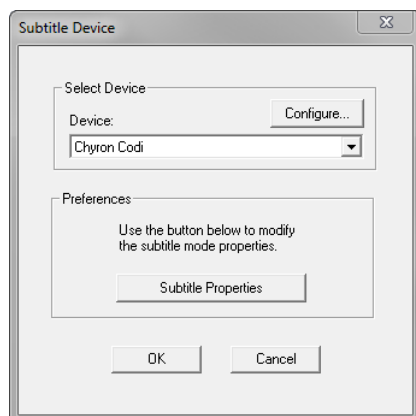 Subtitle Device
Select Device
Configure...
Device:
Chyron Codi
Preferences
Use the button below to modify
the subtitle mode properties.
Subtitle Properties
OK Cancel